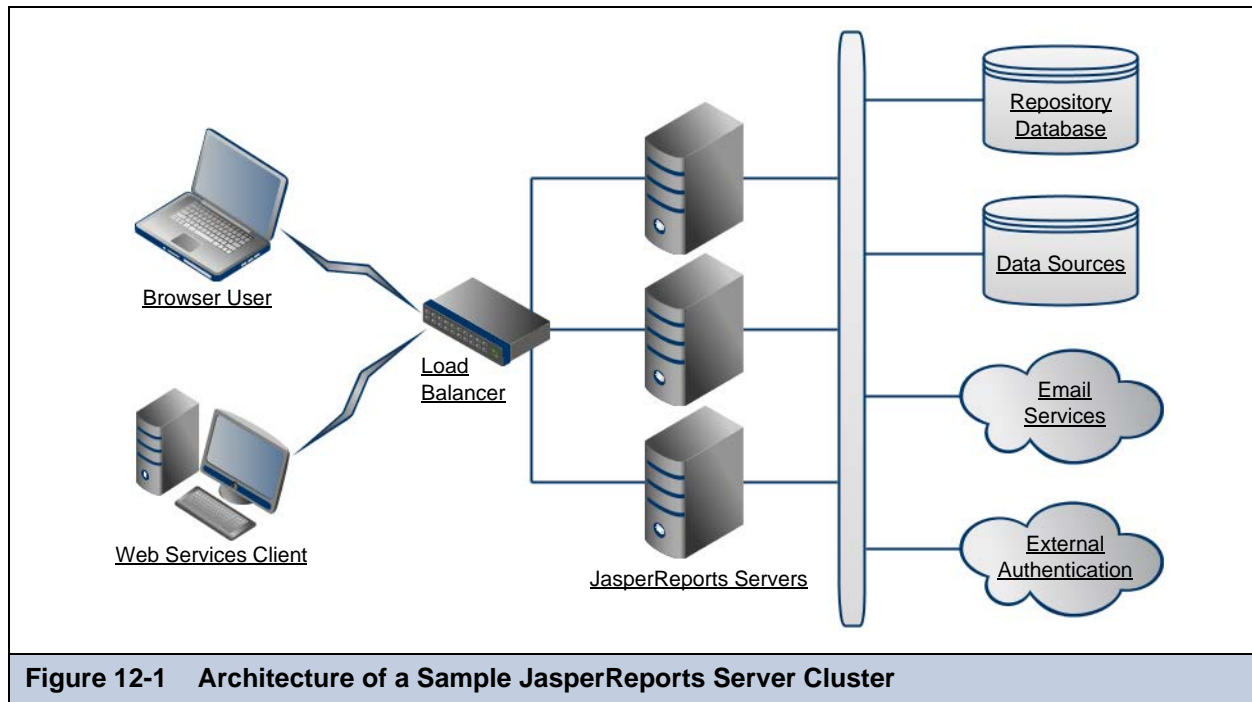 Browser User
Web Services Client
Load
Balancer
JasperReports Servers
Repository
Database
Data Sources
Email
Services
External
Authentication
Figure 12-1 Architecture of a Sample JasperReports Server Cluster